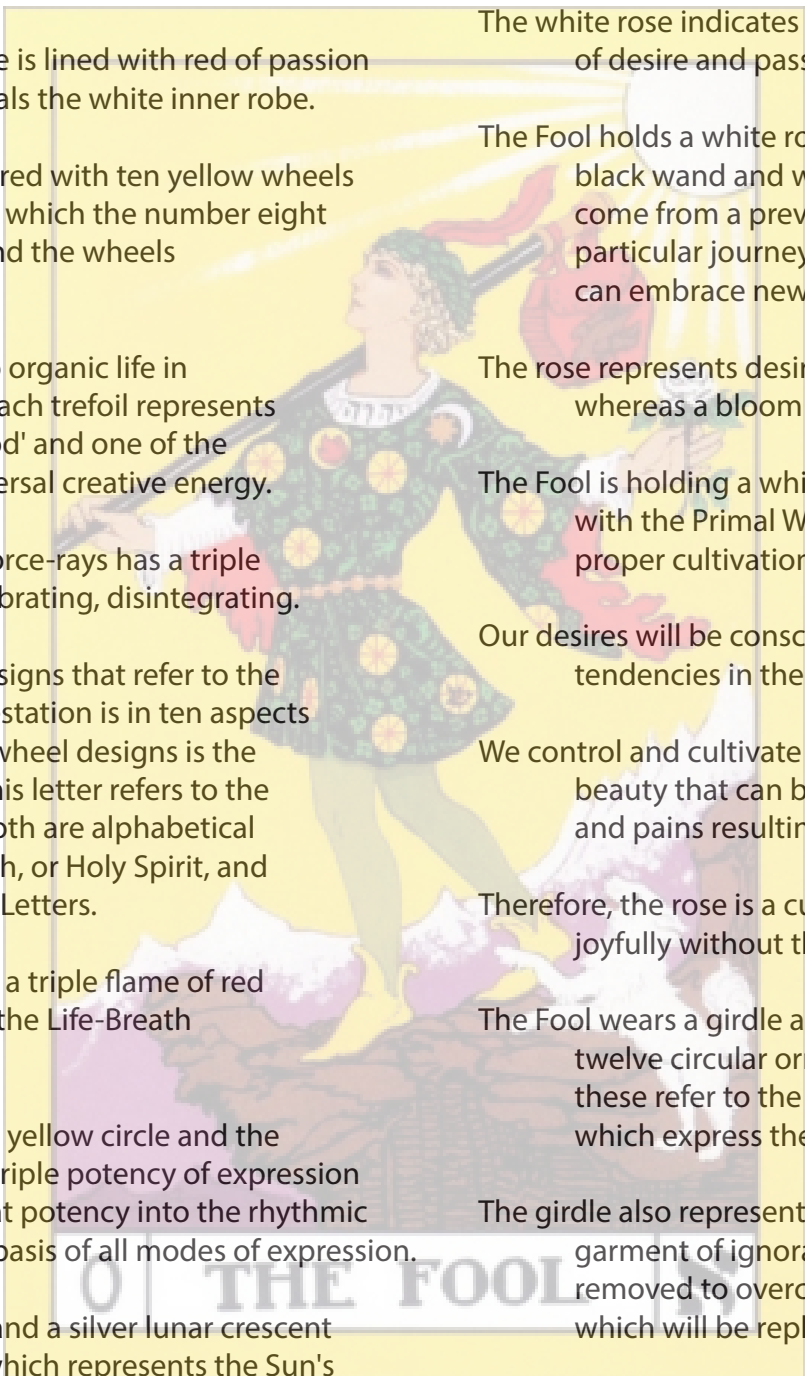 e is lined with red of passion
als the white inner robe.
red with ten yellow wheels
which the number eight
nd the wheels
organic life in
ach trefoil represents
od' and one of the
ersal creative energy.
orce-rays has a triple
brating, disintegrating.
signs that refer to the
station is in ten aspects
wheel designs is the
is letter refers to the
oth are alphabetical
h, or Holy Spirit, and
Letters.
a triple flame of red
the Life-Breath
yellow circle and the
riple potency of expression
t potency into the rhythmic
basis of all modes of expression.
nd a silver lunar crescent
which represents the Sun's
The white rose indicates
of desire and pass
The Fool holds a white ro
black wand and w
come from a prev
particular journey
can embrace new
The rose represents desir
whereas a bloom
The Fool is holding a whi
with the Primal W
proper cultivation
Our desires will be consc
tendencies in the
We control and cultivate
beauty that can b
and pains resultin
Therefore, the rose is a cu
joyfully without th
The Fool wears a girdle a
twelve circular orn
these refer to the
which express the
The girdle also represent
garment of ignora
removed to overc
which will be repl
0 THE FOOL א